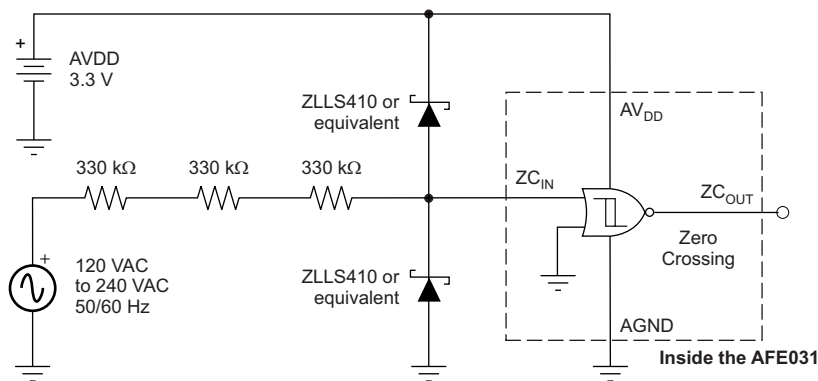 +
AVDD
3.3 V
ZLLS410 or
equivalent
AV_DD
330 kΩ
330 kΩ
330 kΩ
ZC_IN
ZC_OUT
+
120 VAC
to 240 VAC
50/60 Hz
ZLLS410 or
equivalent
Zero
Crossing
AGND
Inside the AFE031